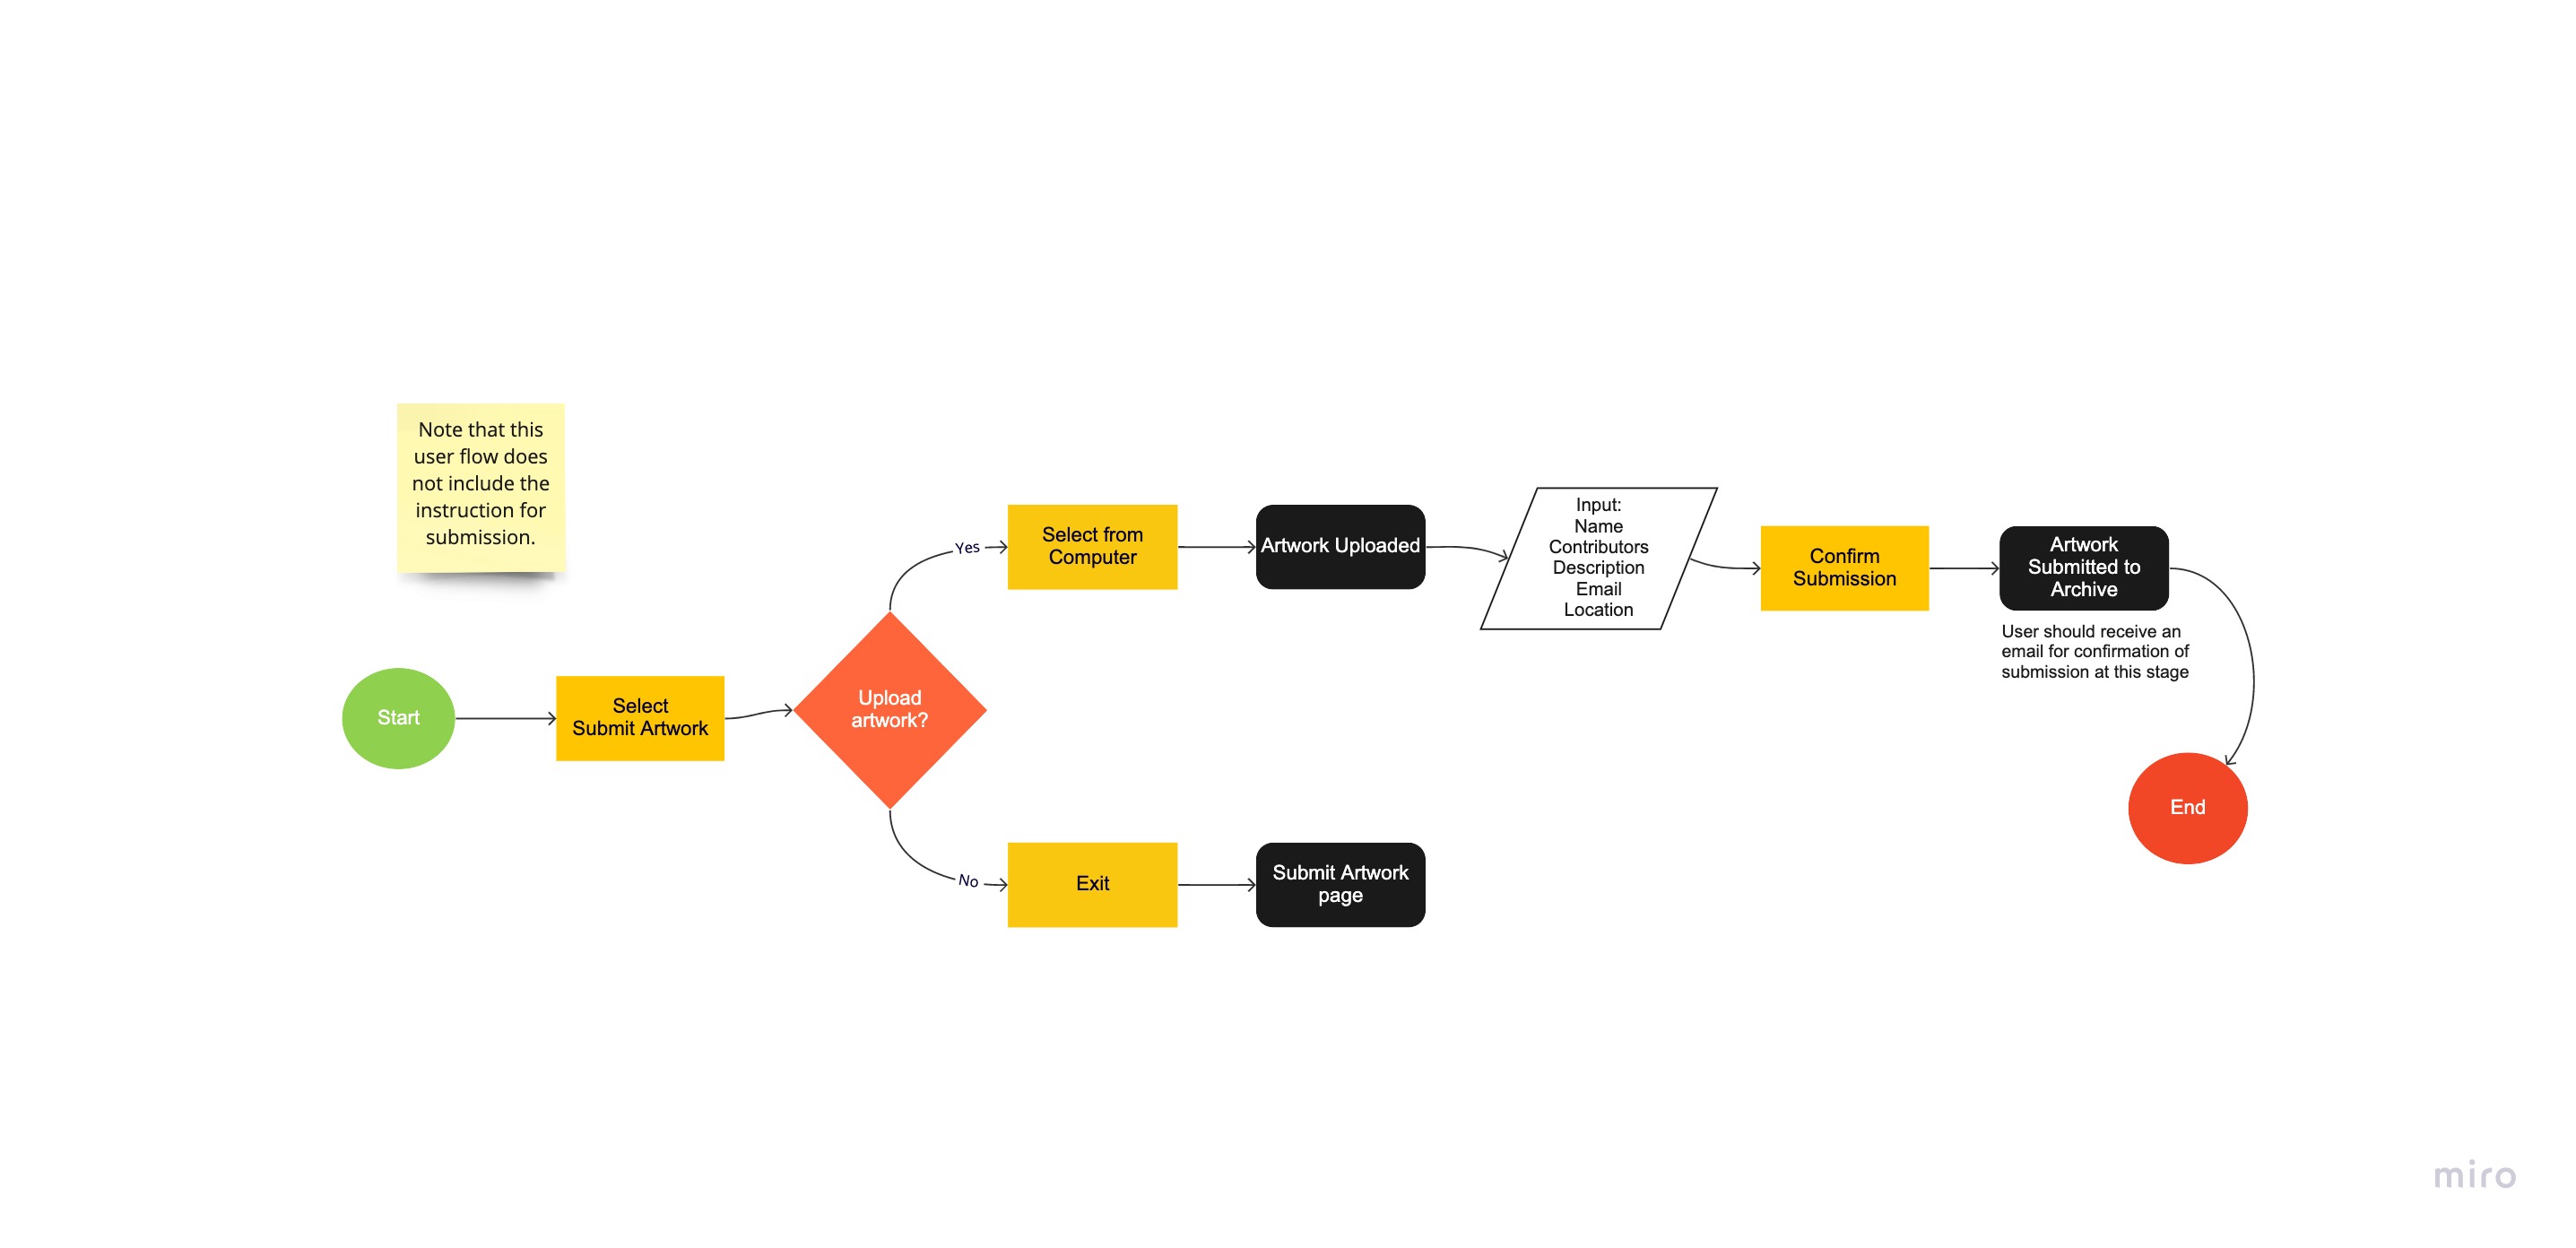 Note that this
user flow does
not include the
instruction for
submission.
Start
Select
Submit Artwork
Upload
artwork?
Yes
Select from
Computer
Artwork Uploaded
Input:
Name
Contributors
Description
Email
Location
Confirm
Submission
Artwork
Submitted to
Archive
User should receive an
email for confirmation of
submission at this stage
End
No
Exit
Submit Artwork
page
miro